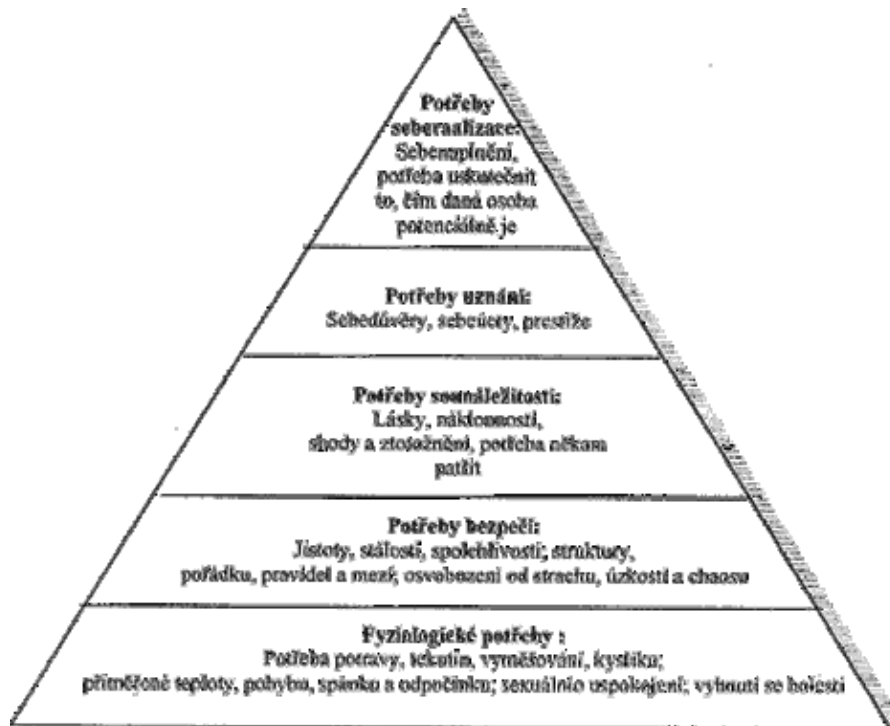 Potřeby
seberealizace:
Sebenaplnění,
potřeba uskutečnit
to, čím daná osoba
potenciálně je
Potřeby uznání:
Sebedůvěry, sebeúcty, prestiže
Potřeby sounáležitosti:
Lásky, náklonnosti,
shody a ztotožnění, potřeba někam
patřit
Potřeby bezpečí:
Jistoty, stálosti, spolehlivosti; struktury,
pořádku, pravidel a mezí; osvobození od strachu, úzkosti a chaosu
Fyziologické potřeby :
Potřeba potravy, tekutin, vyměšování, kyslíku;
přiměřené teploty, pohybu, spánku a odpočinku; sexuálního uspokojení; vyhnutí se bolesti